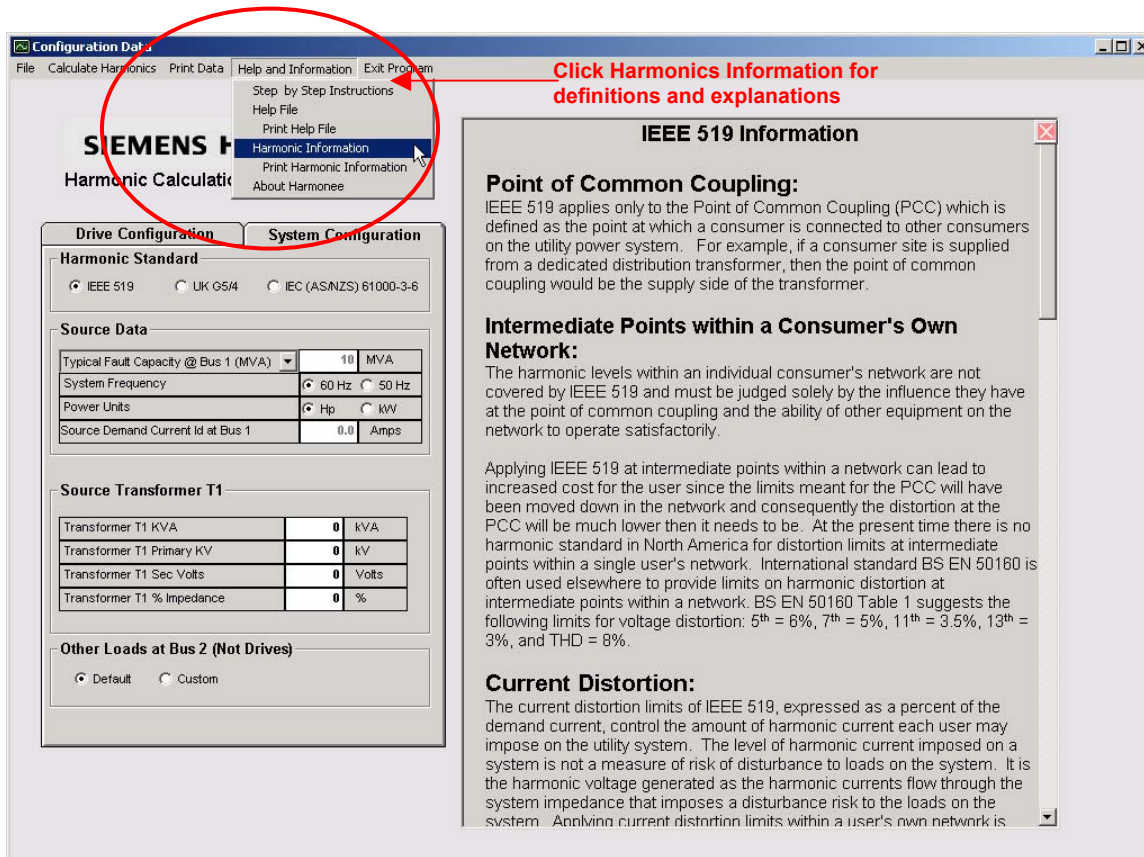 Configuration Data
File Calculate Harmonics Print Data Help and Information Exit Program
Click Harmonics Information for
definitions and explanations
Step by Step Instructions
Help File
Print Help File
Harmonic Information
Print Harmonic Information
About Harmonee
SIEMENS
Harmonic
Drive Configuration
System Configuration
Harmonic Standard
IEEE 519 UK G5/4 IEC (AS/NZS) 61000-3-6
Source Data
Typical Fault Capacity @ Bus 1 (MVA) 10 MVA
System Frequency 60 Hz 50 Hz
Power Units Hp kW
Source Demand Current Id at Bus 1 0.0 Amps
Source Transformer T1
Transformer T1 KVA 0 kVA
Transformer T1 Primary KV 0 kV
Transformer T1 Sec Volts 0 Volts
Transformer T1 % Impedance 0 %
Other Loads at Bus 2 (Not Drives)
Default Custom
IEEE 519 Information
Point of Common Coupling:
IEEE 519 applies only to the Point of Common Coupling (PCC) which is
defined as the point at which a consumer is connected to other consumers
on the utility power system. For example, if a consumer site is supplied
from a dedicated distribution transformer, then the point of common
coupling would be the supply side of the transformer.
Intermediate Points within a Consumer's Own
Network:
The harmonic levels within an individual consumer's network are not
covered by IEEE 519 and must be judged solely by the influence they have
at the point of common coupling and the ability of other equipment on the
network to operate satisfactorily.
Applying IEEE 519 at intermediate points within a network can lead to
increased cost for the user since the limits meant for the PCC will have
been moved down in the network and consequently the distortion at the
PCC will be much lower then it needs to be. At the present time there is no
harmonic standard in North America for distortion limits at intermediate
points within a single user's network. International standard BS EN 50160 is
often used elsewhere to provide limits on harmonic distortion at
intermediate points within a network. BS EN 50160 Table 1 suggests the
following limits for voltage distortion: 5th = 6%, 7th = 5%, 11th = 3.5%, 13th =
3%, and THD = 8%.
Current Distortion:
The current distortion limits of IEEE 519, expressed as a percent of the
demand current, control the amount of harmonic current each user may
impose on the utility system. The level of harmonic current imposed on a
system is not a measure of risk of disturbance to loads on the system. It is
the harmonic voltage generated as the harmonic currents flow through the
system impedance that imposes a disturbance risk to the loads on the
system. Applying current distortion limits within a user's own network is